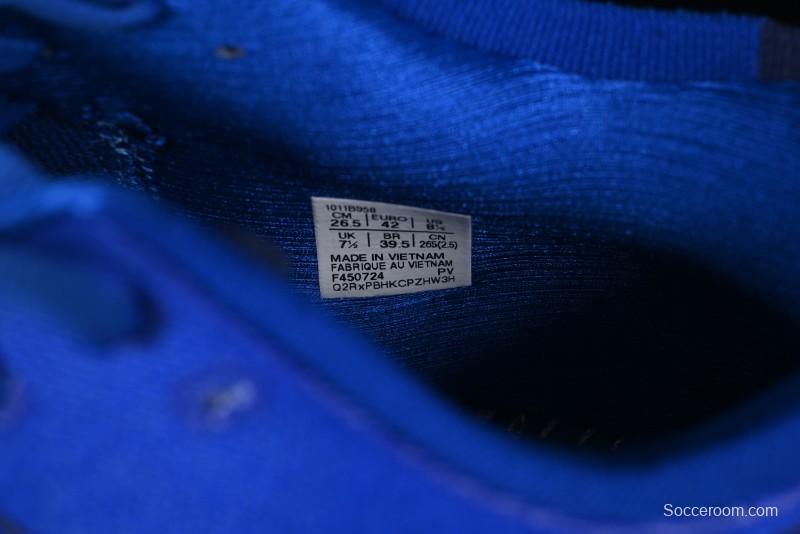 1011B958
CM EURO US
26.5 42 8½
UK BR CN
7½ 39.5 265(2.5)
MADE IN VIETNAM
FABRIQUE AU VIETNAM
F450724 PV
Q2RxPBHKCPZHW3H
Socceroom.com